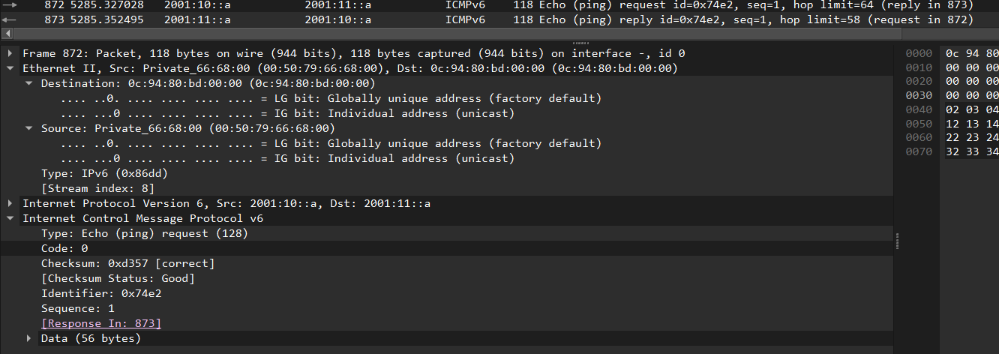 872 5285.327028 2001:10::a 2001:11::a ICMPv6 118 Echo (ping) request id=0x74e2, seq=1, hop limit=64 (reply in 873)
873 5285.352495 2001:11::a 2001:10::a ICMPv6 118 Echo (ping) reply id=0x74e2, seq=1, hop limit=58 (request in 872)
Frame 872: Packet, 118 bytes on wire (944 bits), 118 bytes captured (944 bits) on interface -, id 0
Ethernet II, Src: Private_66:68:00 (00:50:79:66:68:00), Dst: 0c:94:80:bd:00:00 (0c:94:80:bd:00:00)
Destination: 0c:94:80:bd:00:00 (0c:94:80:bd:00:00)
.... ..0. .... .... .... .... = LG bit: Globally unique address (factory default)
.... ...0 .... .... .... .... = IG bit: Individual address (unicast)
Source: Private_66:68:00 (00:50:79:66:68:00)
.... ..0. .... .... .... .... = LG bit: Globally unique address (factory default)
.... ...0 .... .... .... .... = IG bit: Individual address (unicast)
Type: IPv6 (0x86dd)
[Stream index: 8]
Internet Protocol Version 6, Src: 2001:10::a, Dst: 2001:11::a
Internet Control Message Protocol v6
Type: Echo (ping) request (128)
Code: 0
Checksum: 0xd357 [correct]
[Checksum Status: Good]
Identifier: 0x74e2
Sequence: 1
[Response In: 873]
Data (56 bytes)
0000 0c 94 80
0010 00 00 00
0020 00 00 00
0030 00 00 00
0040 02 03 04
0050 12 13 14
0060 22 23 24
0070 32 33 34